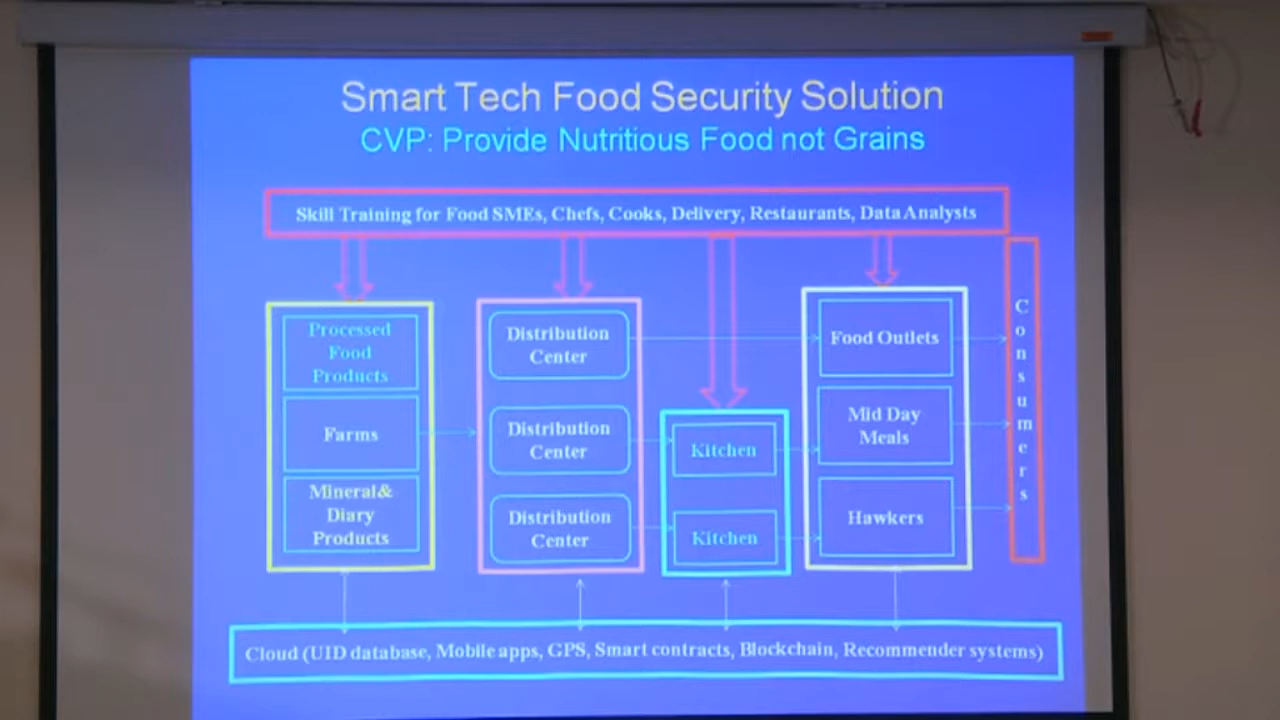 Smart Tech Food Security Solution
CVP: Provide Nutritious Food not Grains
Skill Training for Food SMEs, Chefs, Cooks, Delivery, Restaurants, Data Analysts
Processed
Food
Products
Farms
Mineral&
Diary
Products
Distribution
Center
Distribution
Center
Distribution
Center
Kitchen
Kitchen
Food Outlets
Mid Day
Meals
Hawkers
Consumers
Cloud (UID database, Mobile apps, GPS, Smart contracts, Blockchain, Recommender systems)